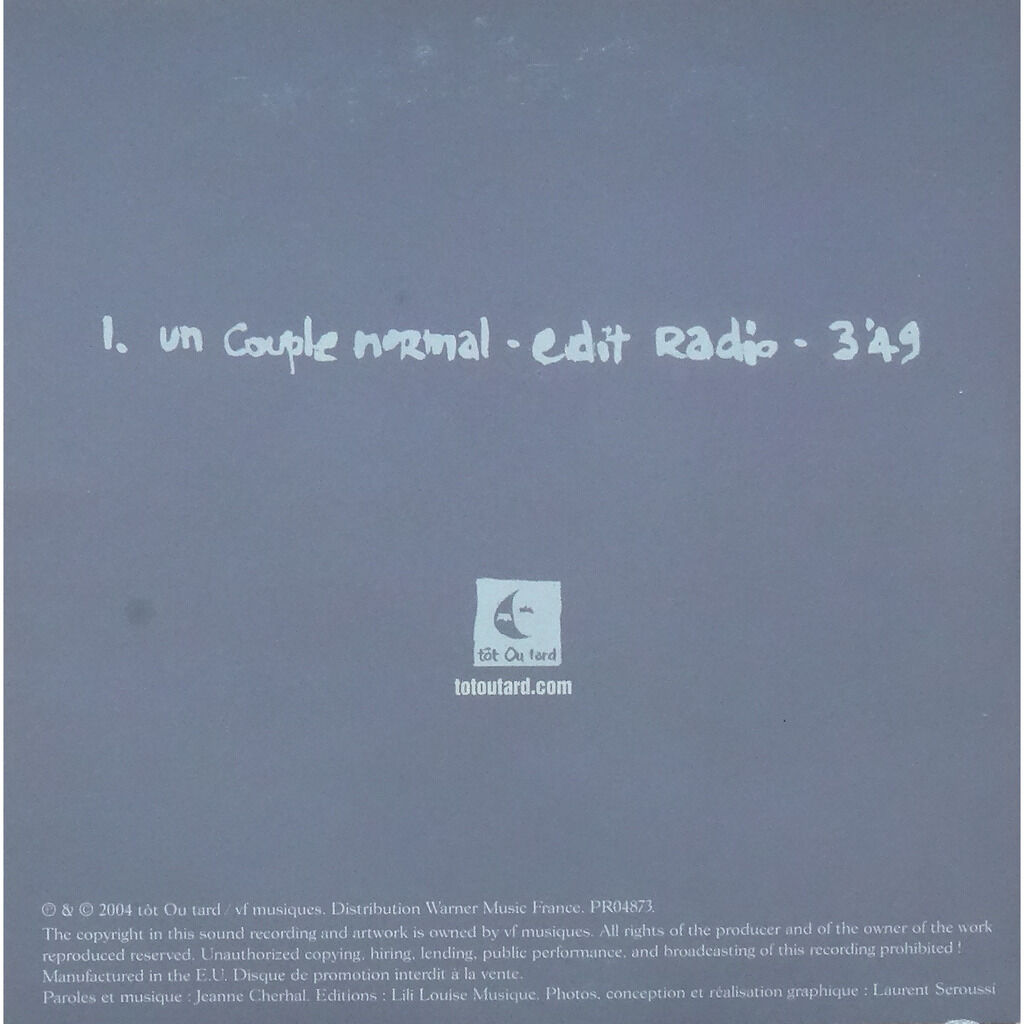 1. un couple normal - edit Radio - 3'49
tôt Ou tard
totoutard.com
℗ & © 2004 tôt Ou tard / vf musiques. Distribution Warner Music France. PR04873.
The copyright in this sound recording and artwork is owned by vf musiques. All rights of the producer and of the owner of the work
reproduced reserved. Unauthorized copying, hiring, lending, public performance, and broadcasting of this recording prohibited !
Manufactured in the E.U. Disque de promotion interdit à la vente.
Paroles et musique : Jeanne Cherhal. Editions : Lili Louise Musique. Photos, conception et réalisation graphique : Laurent Seroussi